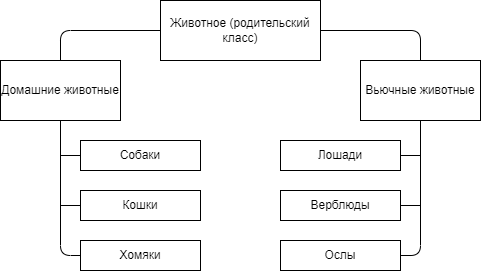 Животное (родительский
класс)
Домашние животные
Вьючные животные
Собаки
Лошади
Кошки
Верблюды
Хомяки
Ослы